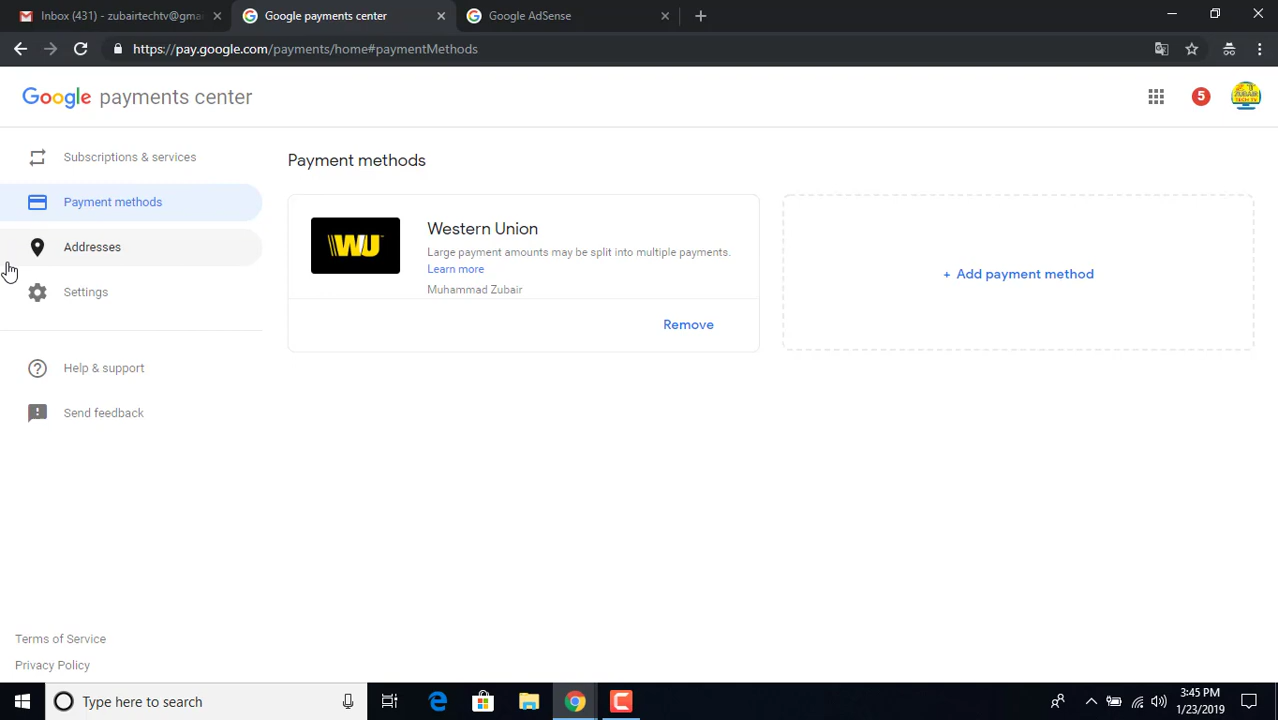 Inbox (431) - zubairtechtv@gma
Google payments center
Google AdSense
https://pay.google.com/payments/home#paymentMethods
Google payments center
5
ZUBAIR
TECH TV
Subscriptions & services
Payment methods
Addresses
Settings
Help & support
Send feedback
Payment methods
WU
Western Union
Large payment amounts may be split into multiple payments.
Learn more
Muhammad Zubair
Remove
+ Add payment method
Terms of Service
Privacy Policy
Type here to search
3:45 PM
1/23/2019